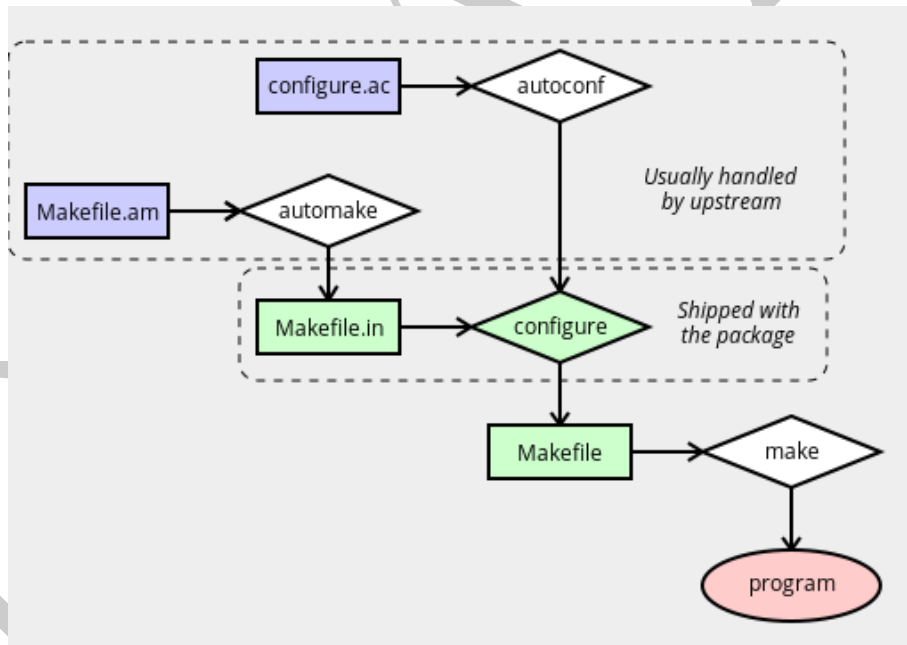 configure.ac
autoconf
Usually handled
by upstream
Makefile.am
automake
Makefile.in
configure
Shipped with
the package
Makefile
make
program